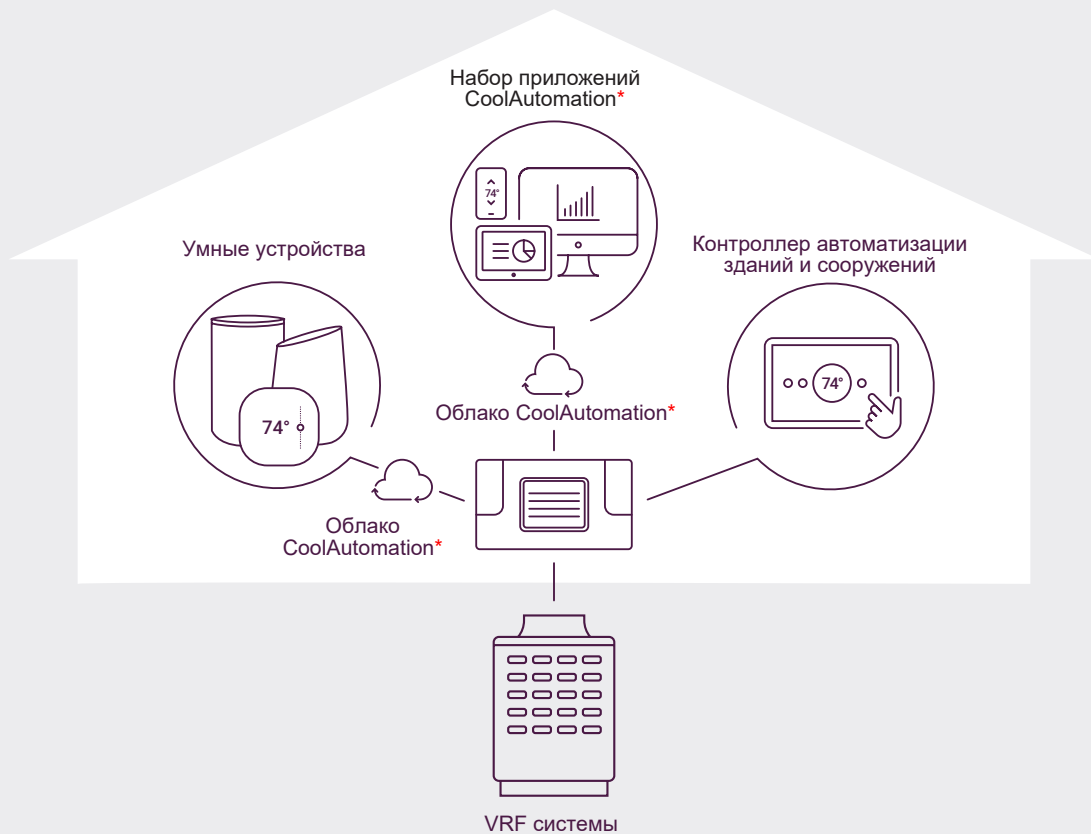 Набор приложений
CoolAutomation*
74°
Умные устройства
Контроллер автоматизации
зданий и сооружений
74°
Облако CoolAutomation*
74°
Облако
CoolAutomation*
VRF системы